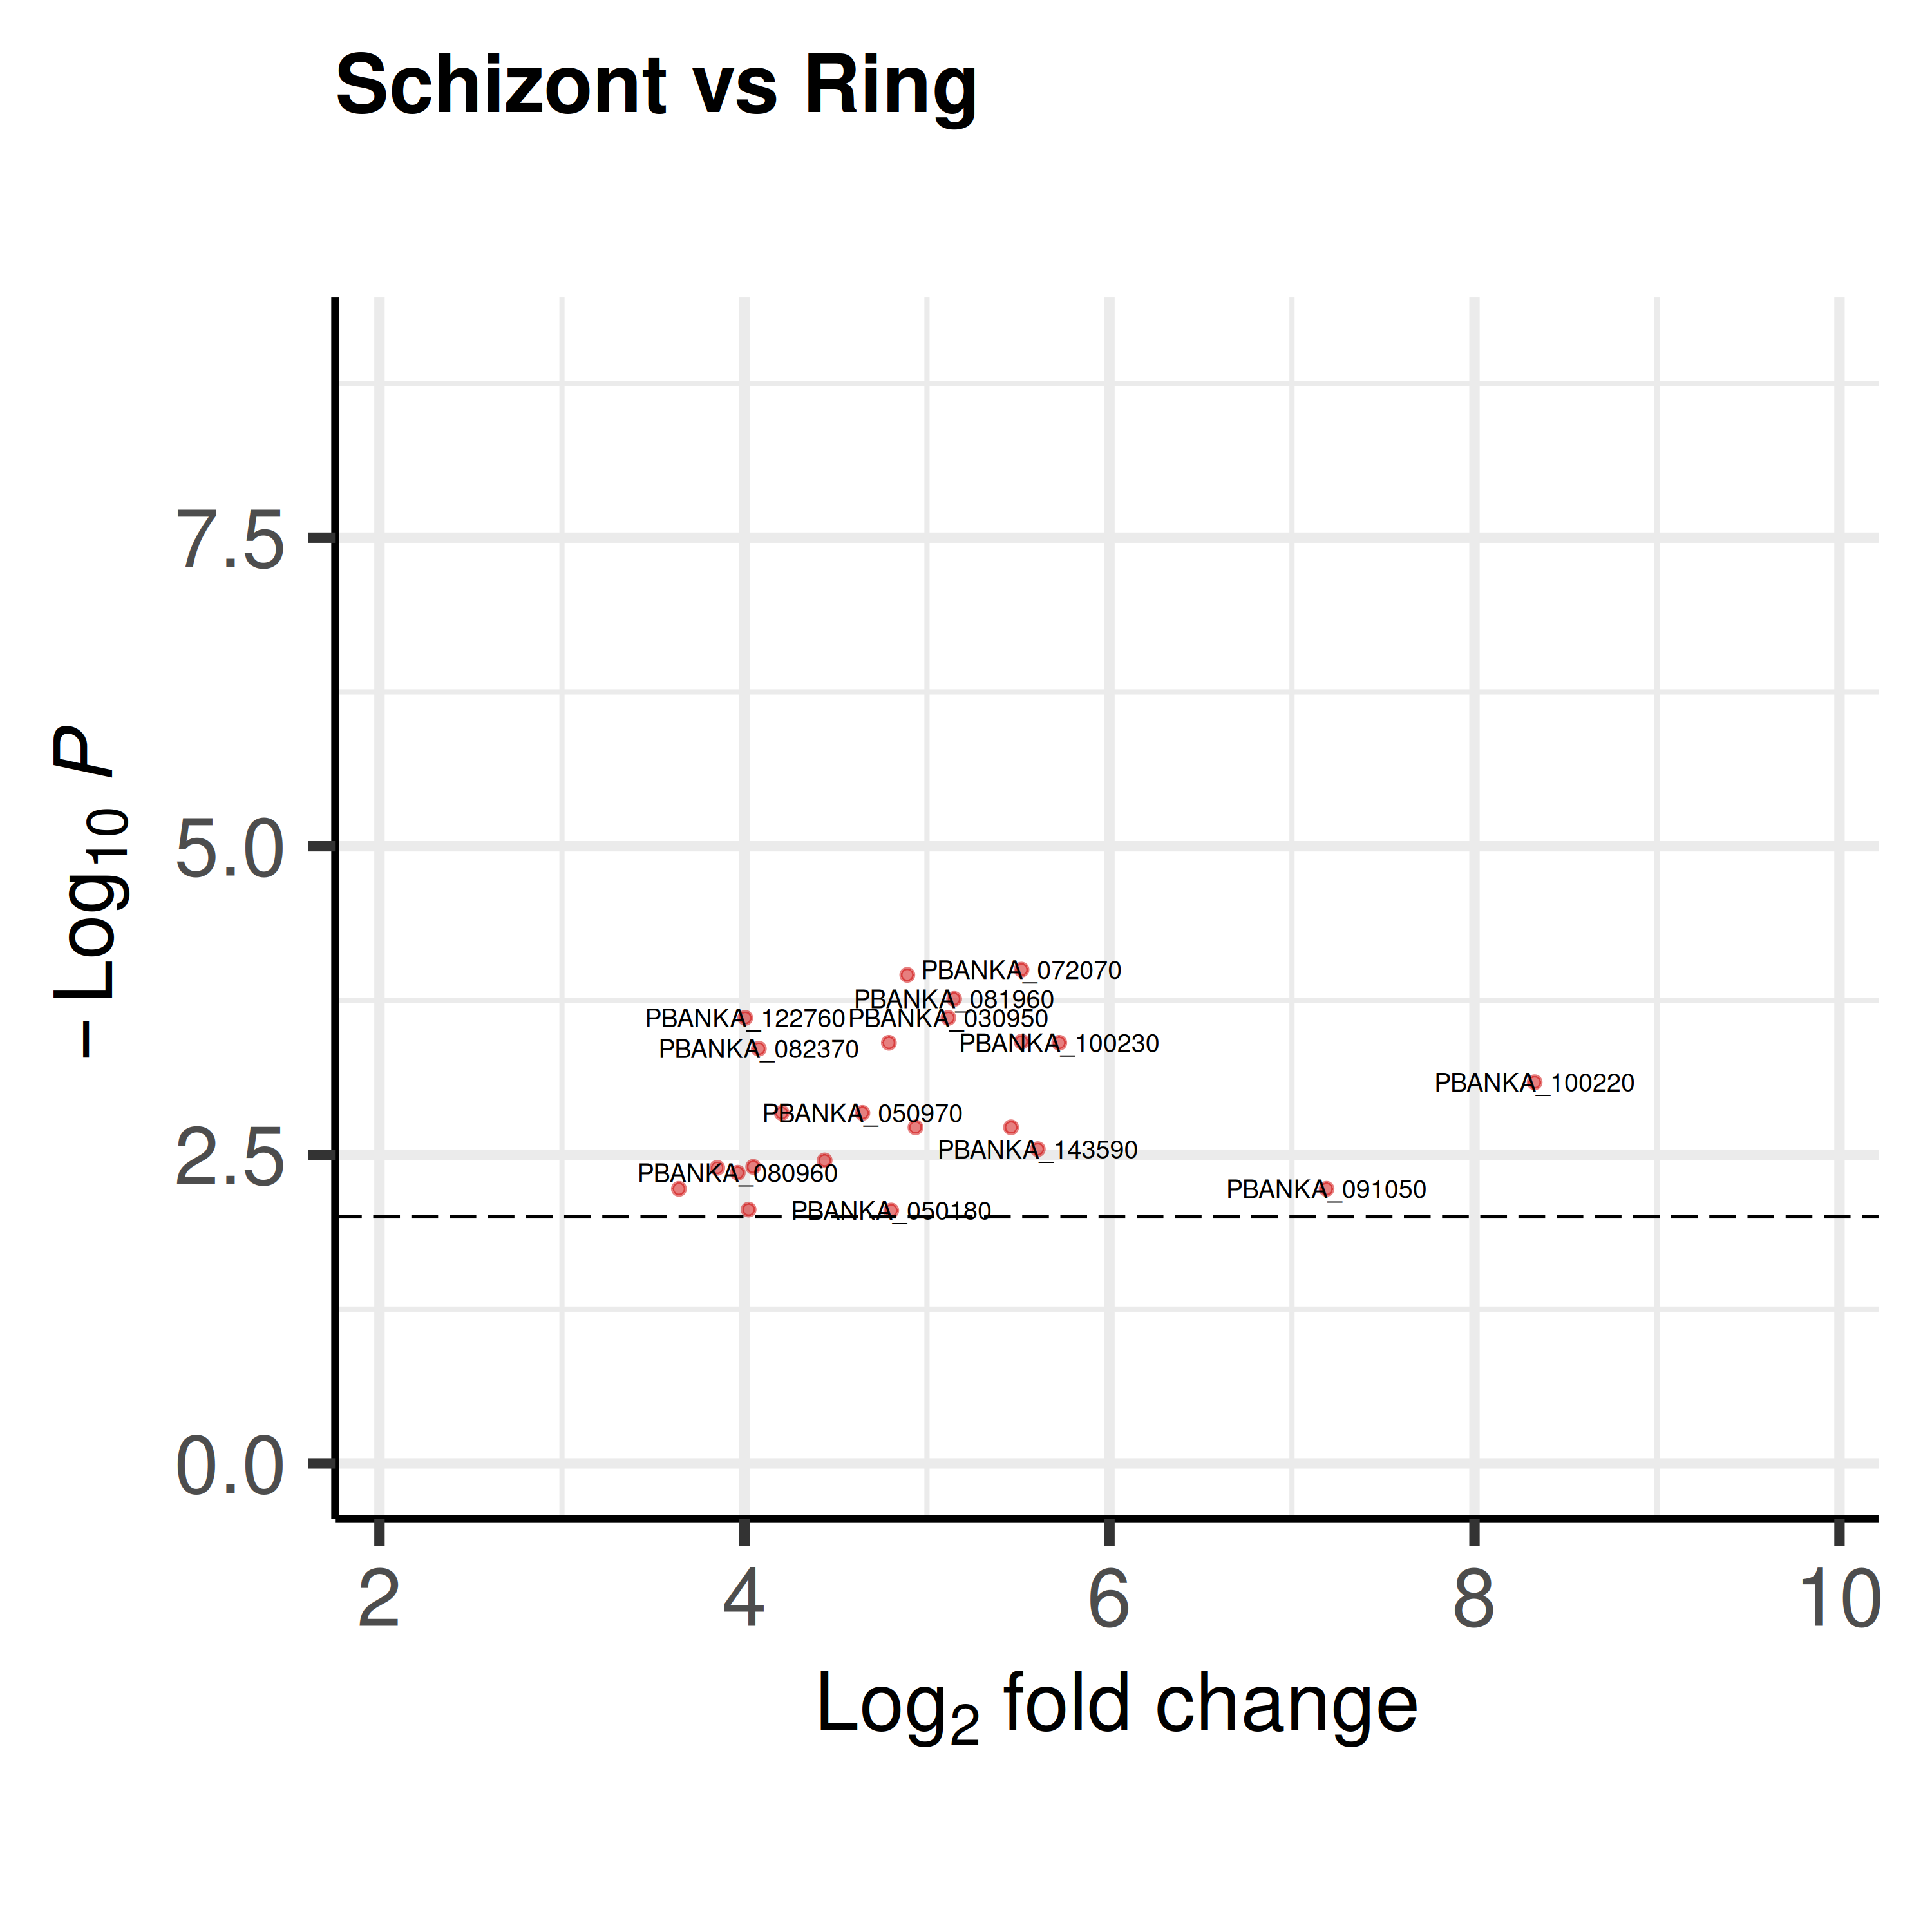 Schizont vs Ring
− Log10 P
7.5
5.0
2.5
0.0
PBANKA_072070
PBANKA_081960
PBANKA_122760
PBANKA_030950
PBANKA_082370
PBANKA_100230
PBANKA_100220
PBANKA_050970
PBANKA_143590
PBANKA_080960
PBANKA_091050
PBANKA_050180
2
4
6
8
10
Log2 fold change